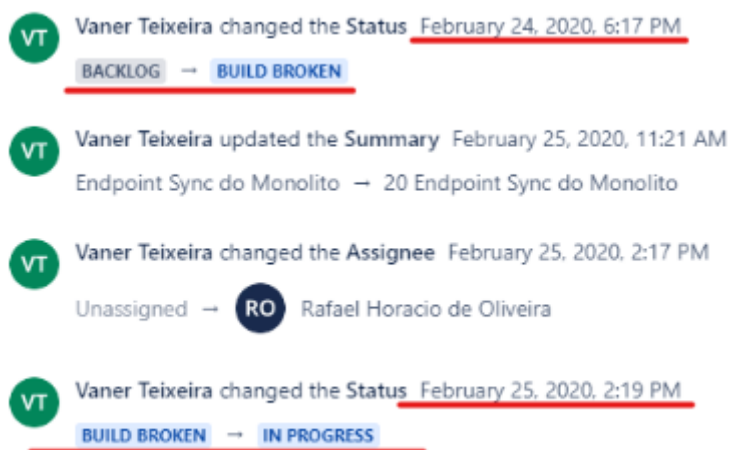 VT Vaner Teixeira changed the Status February 24, 2020, 6:17 PM
BACKLOG → BUILD BROKEN
VT Vaner Teixeira updated the Summary February 25, 2020, 11:21 AM
Endpoint Sync do Monolito → 20 Endpoint Sync do Monolito
VT Vaner Teixeira changed the Assignee February 25, 2020, 2:17 PM
Unassigned → RO Rafael Horacio de Oliveira
VT Vaner Teixeira changed the Status February 25, 2020, 2:19 PM
BUILD BROKEN → IN PROGRESS